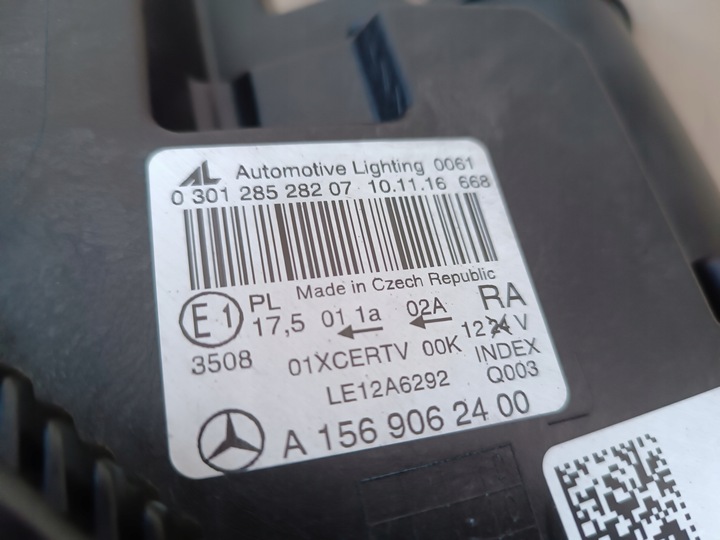 AL Automotive Lighting 0061
0 301 285 282 07 10.11.16 668
Made in Czech Republic
E1 PL 17,5 01 1a 02A RA
3508 01XCERTV 00K 12 24 V
LE12A6292 INDEX Q003
A 156 906 24 00